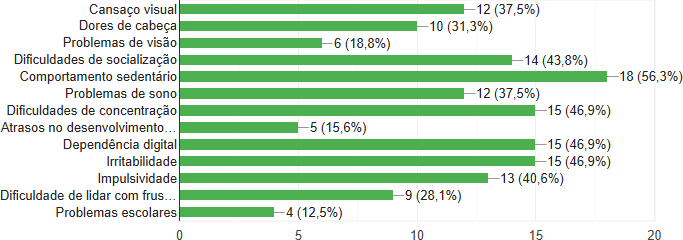 Cansaço visual 12 (37,5%)
Dores de cabeça 10 (31,3%)
Problemas de visão 6 (18,8%)
Dificuldades de socialização 14 (43,8%)
Comportamento sedentário 18 (56,3%)
Problemas de sono 12 (37,5%)
Dificuldades de concentração 15 (46,9%)
Atrasos no desenvolvimento… 5 (15,6%)
Dependência digital 15 (46,9%)
Irritabilidade 15 (46,9%)
Impulsividade 13 (40,6%)
Dificuldade de lidar com frus… 9 (28,1%)
Problemas escolares 4 (12,5%)
0 5 10 15 20